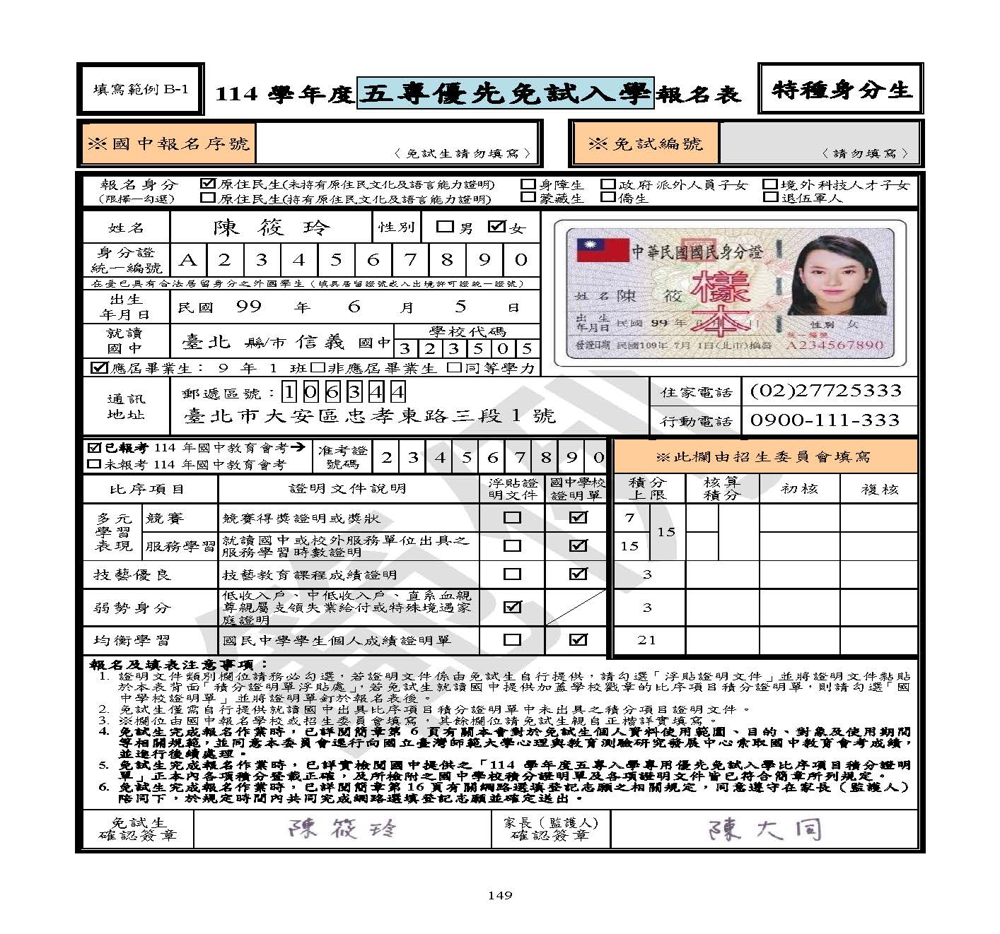 填寫範例 B-1
114 學年度五專優先免試入學報名表
特種身分生
※國中報名序號
〈免試生請勿填寫〉
※免試編號
〈請勿填寫〉
報名身分
(限擇一勾選)
☑原住民生(未持有原住民文化及語言能力證明) □身障生 □政府派外人員子女 □境外科技人才子女
□原住民生(持有原住民文化及語言能力證明) □蒙藏生 □僑生 □退伍軍人
姓名 陳筱玲 性別 □男 ☑女
身分證
統一編號
A 2 3 4 5 6 7 8 9 0
在臺已具有合法居留身分之外國學生(填具居留證號或入出境許可證統一證號)
出生
年月日
民國 99 年 6 月 5 日
就讀
國中
臺北 縣/市 信義 國中
學校代碼
3 2 3 5 0 5
☑應屆畢業生：9 年 1 班□非應屆畢業生 □同等學力
中華民國國民身分證
樣本
姓名 陳 筱
出生
年月日
民國 99 年 6
性別 女
統一編號
發證日期 民國109年 7月 1日(北市)換發
A234567890
通訊
地址
郵遞區號：106344
臺北市大安區忠孝東路三段 1 號
住家電話 (02)27725333
行動電話 0900-111-333
☑已報考 114 年國中教育會考→
□未報考 114 年國中教育會考
准考證
號碼
2 3 4 5 6 7 8 9 0
※此欄由招生委員會填寫
比序項目 證明文件說明
浮貼證
明文件
國中學校
證明單
積分
上限
核算
積分
初核 複核
多元
學習
表現
競賽 競賽得獎證明或獎狀 □ ☑ 7
15
服務學習
就讀國中或校外服務單位出具之
服務學習時數證明
□ ☑ 15
技藝優良 技藝教育課程成績證明 □ ☑ 3
弱勢身分
低收入戶、中低收入戶、直系血親
尊親屬支領失業給付或特殊境遇家
庭證明
☑ 3
均衡學習 國民中學學生個人成績證明單 □ ☑ 21
範例
報名及填表注意事項：
1. 證明文件類別欄位請務必勾選，若證明文件係由免試生自行提供，請勾選「浮貼證明文件」並將證明文件黏貼
於本表背面「積分證明單浮貼處」，若免試生就讀國中提供加蓋學校戳章的比序項目積分證明單，則請勾選「國
中學校證明單」並將證明單釘於報名表後。
2. 免試生僅需自行提供就讀國中出具比序項目積分證明單中未出具之積分項目證明文件。
3. ※欄位由國中報名學校或招生委員會填寫，其餘欄位請免試生親自正楷詳實填寫。
4. 免試生完成報名作業時，已詳閱簡章第 6 頁有關本會對於免試生個人資料使用範圍、目的、對象及使用期間
等相關規範，並同意本委員會逕行向國立臺灣師範大學心理與教育測驗研究發展中心索取國中教育會考成績，
並進行後續處理。
5. 免試生完成報名作業時，已詳實檢閱國中提供之「114 學年度五專入學專用優先免試入學比序項目積分證明
單」正本內各項積分登載正確，及所檢附之國中學校積分證明單及各項證明文件皆已符合簡章所列規定。
6. 免試生完成報名作業時，已詳閱簡章第 16 頁有關網路選填登記志願之相關規定，同意遵守在家長（監護人）
陪同下，於規定時間內共同完成網路選填登記志願並確定送出。
免試生
確認簽章
陳筱玲
家長（監護人）
確認簽章
陳大同
149